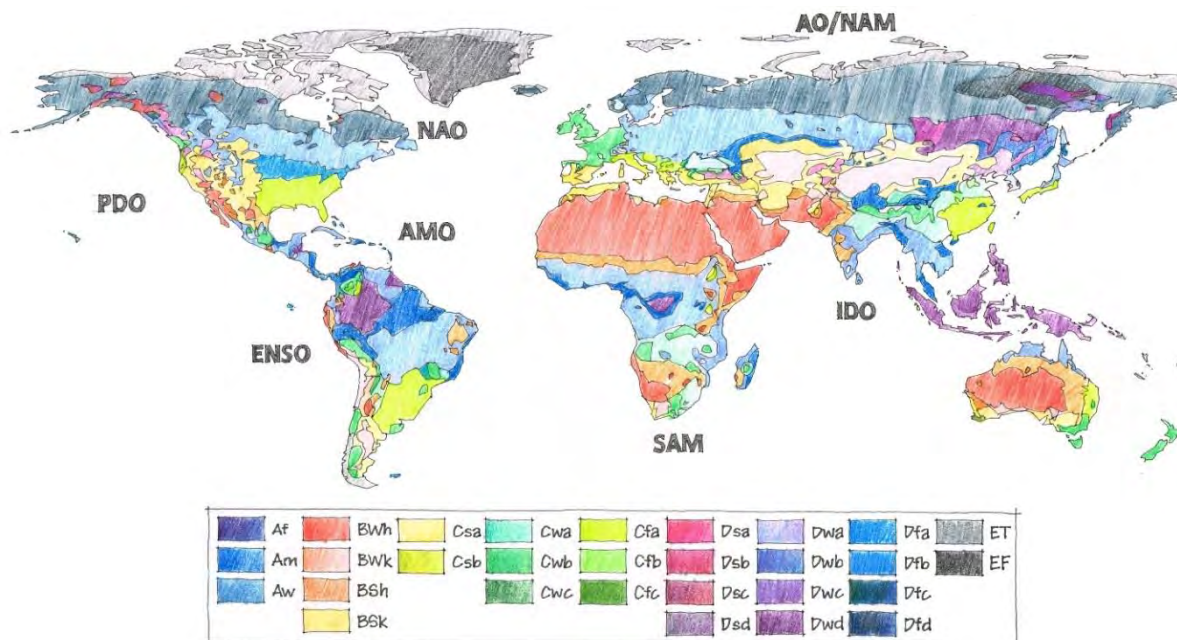 AO/NAM
NAO
PDO
AMO
IDO
ENSO
SAM
Af BWh Csa Cwa Cfa Dsa Dwa Dfa ET
Am BWk Csb Cwb Cfb Dsb Dwb Dfb EF
Aw BSh Cwc Cfc Dsc Dwc Dfc
BSk Dsd Dwd Dfd